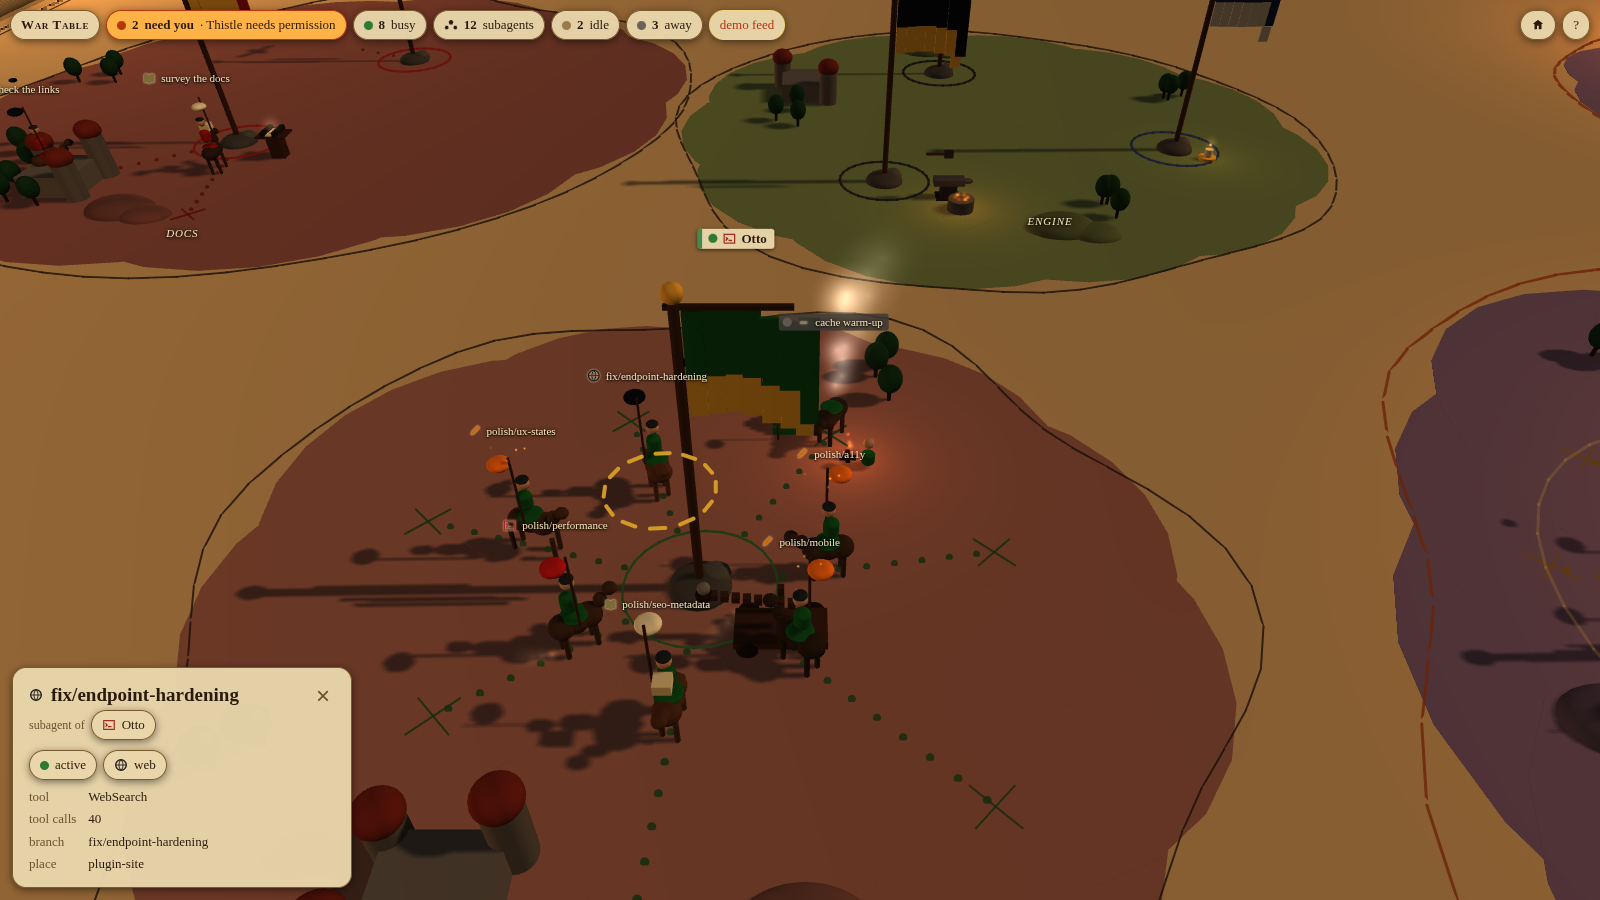 War Table
2 need you · Thistle needs permission
8 busy
12 subagents
2 idle
3 away
demo feed
?
survey the docs
heck the links
DOCS
ENGINE
Otto
cache warm-up
fix/endpoint-hardening
polish/ux-states
polish/a11y
polish/performance
polish/mobile
polish/seo-metadata
fix/endpoint-hardening
subagent of Otto
active web
tool WebSearch
tool calls 40
branch fix/endpoint-hardening
place plugin-site